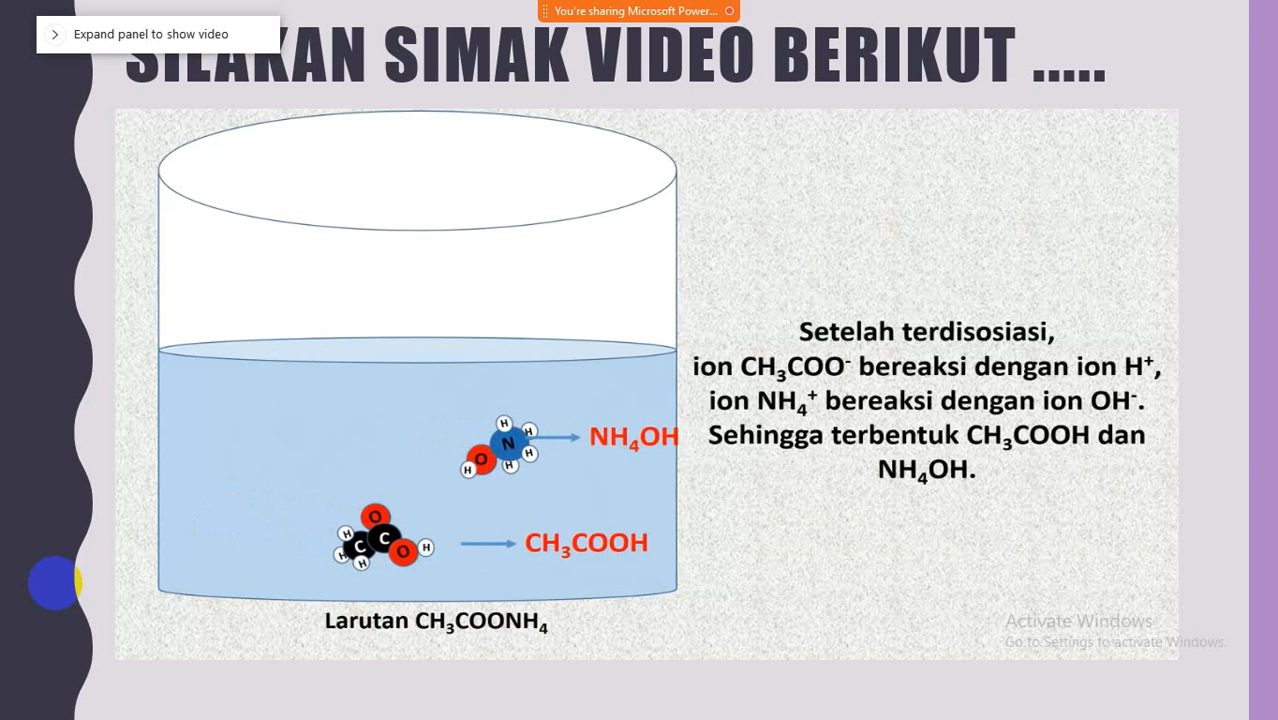 You're sharing Microsoft Power...
Expand panel to show video
SILAKAN SIMAK VIDEO BERIKUT .....
Setelah terdisosiasi,
ion CH₃COO⁻ bereaksi dengan ion H⁺,
ion NH₄⁺ bereaksi dengan ion OH⁻.
Sehingga terbentuk CH₃COOH dan
NH₄OH.
H
H
N
NH₄OH
H
O
H
H
O
H
C
C
O
H
CH₃COOH
H
H
Larutan CH₃COONH₄
Activate Windows
Go to Settings to activate Windows.